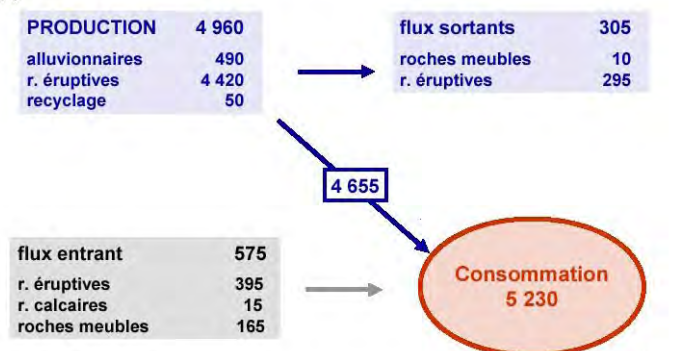 PRODUCTION 4 960
alluvionnaires 490
r. éruptives 4 420
recyclage 50
flux sortants 305
roches meubles 10
r. éruptives 295
4 655
flux entrant 575
r. éruptives 395
r. calcaires 15
roches meubles 165
Consommation
5 230